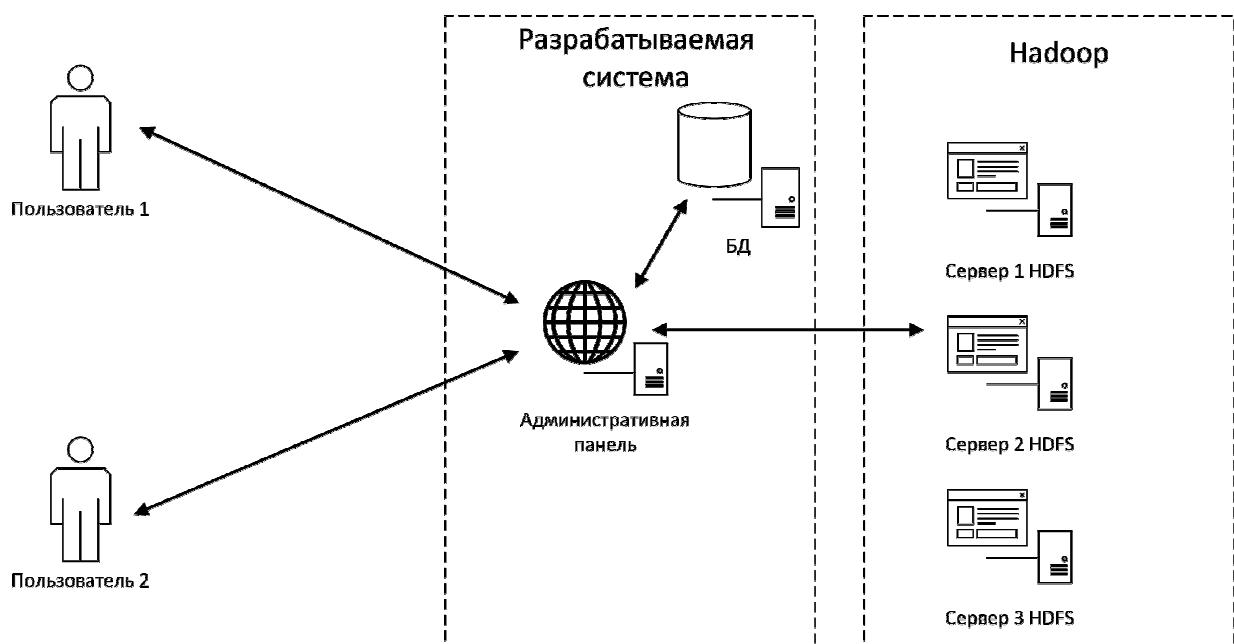 Разрабатываемая
система
Hadoop
Пользователь 1
БД
Сервер 1 HDFS
Административная
панель
Сервер 2 HDFS
Пользователь 2
Сервер 3 HDFS